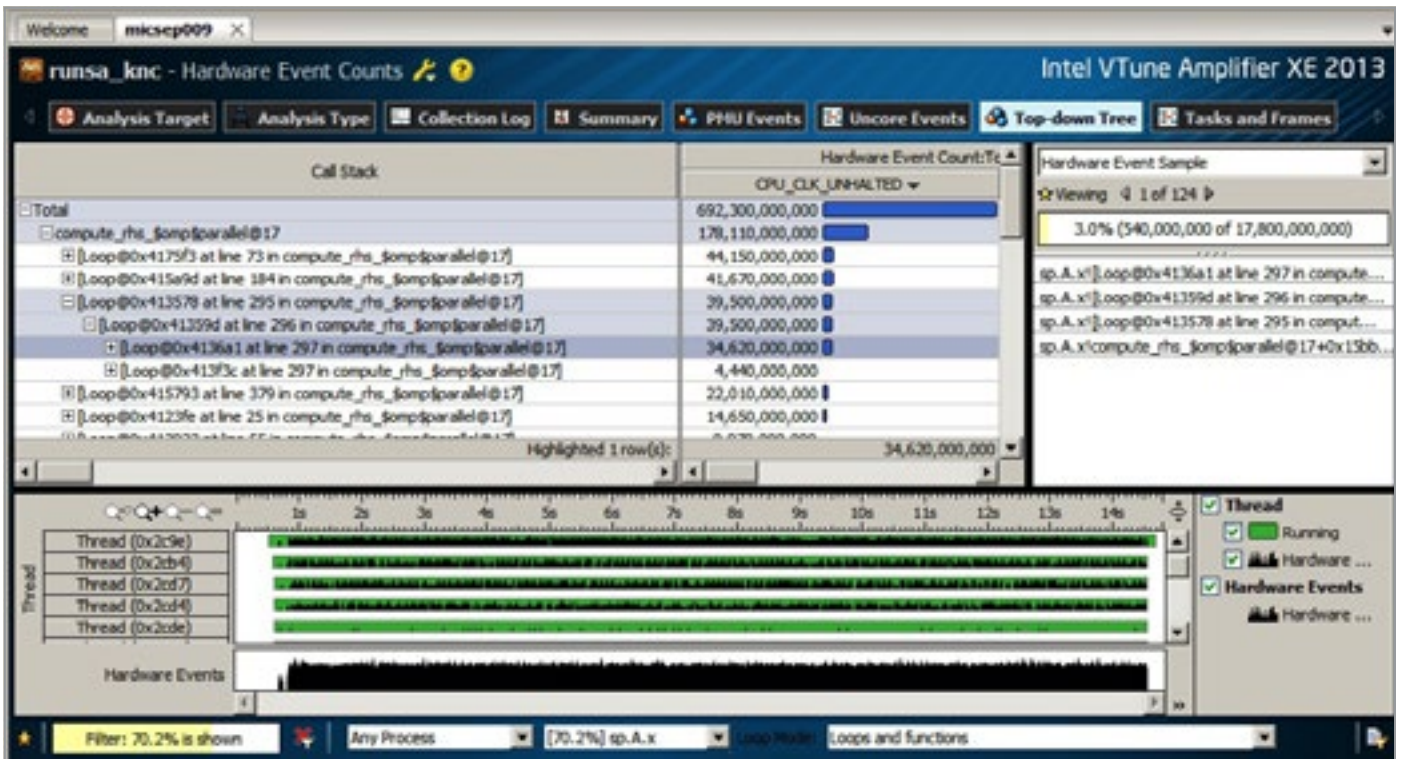 Welcome micsep009
runsa_knc - Hardware Event Counts
Intel VTune Amplifier XE 2013
Analysis Target Analysis Type Collection Log Summary PMU Events Uncore Events Top-down Tree Tasks and Frames
Call Stack
Hardware Event Count:To
CPU_CLK_UNHALTED
Total 692,300,000,000
compute_rhs_$omp$parallel@17 178,110,000,000
[Loop@0x4175f3 at line 73 in compute_rhs_$omp$parallel@17] 44,150,000,000
[Loop@0x415a9d at line 184 in compute_rhs_$omp$parallel@17] 41,670,000,000
[Loop@0x413578 at line 295 in compute_rhs_$omp$parallel@17] 39,500,000,000
[Loop@0x41359d at line 296 in compute_rhs_$omp$parallel@17] 39,500,000,000
[Loop@0x4136a1 at line 297 in compute_rhs_$omp$parallel@17] 34,620,000,000
[Loop@0x413f3c at line 297 in compute_rhs_$omp$parallel@17] 4,440,000,000
[Loop@0x415793 at line 379 in compute_rhs_$omp$parallel@17] 22,010,000,000
[Loop@0x4123fe at line 25 in compute_rhs_$omp$parallel@17] 14,650,000,000
Highlighted 1 row(s): 34,620,000,000
Hardware Event Sample
Viewing 1 of 124
3.0% (540,000,000 of 17,800,000,000)
sp.A.x![Loop@0x4136a1 at line 297 in compute...
sp.A.x![Loop@0x41359d at line 296 in compute...
sp.A.x![Loop@0x413578 at line 295 in comput...
sp.A.x!compute_rhs_$omp$parallel@17+0x15bb...
1s 2s 3s 4s 5s 6s 7s 8s 9s 10s 11s 12s 13s 14s
Thread
Thread (0x2c9e)
Thread (0x2cb4)
Thread (0x2cd7)
Thread (0x2cd4)
Thread (0x2cde)
Hardware Events
Thread
Running
Hardware ...
Hardware Events
Hardware ...
Filter: 70.2% is shown Any Process [70.2%] sp.A.x Loop Mode: Loops and functions